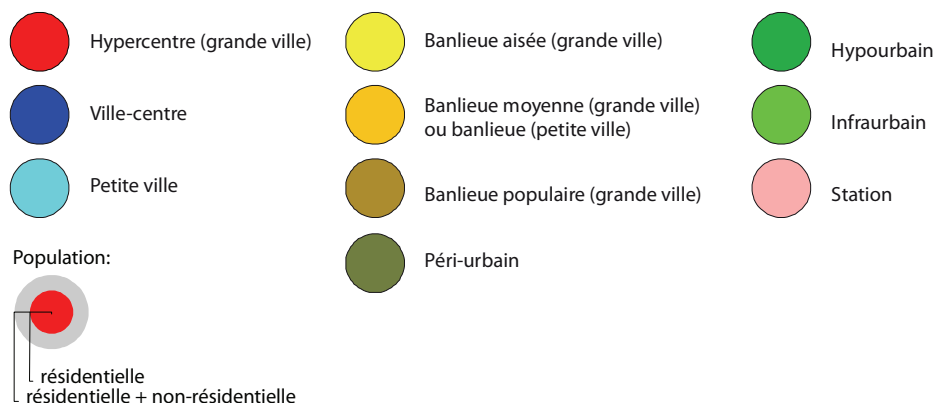 Hypercentre (grande ville)
Ville-centre
Petite ville
Banlieue aisée (grande ville)
Banlieue moyenne (grande ville)
ou banlieue (petite ville)
Banlieue populaire (grande ville)
Péri-urbain
Hypourbain
Infraurbain
Station
Population:
résidentielle
résidentielle + non-résidentielle